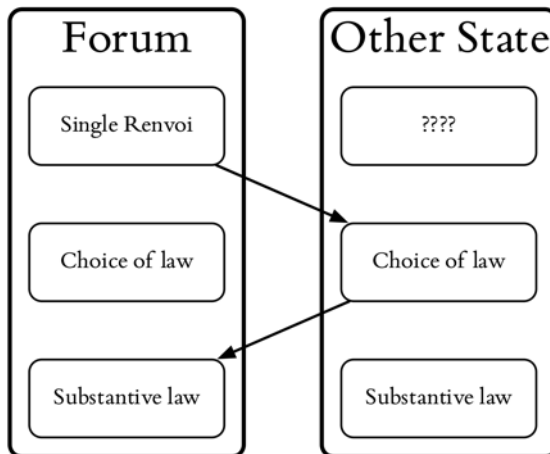 Forum
Single Renvoi
Choice of law
Substantive law
Other State
????
Choice of law
Substantive law